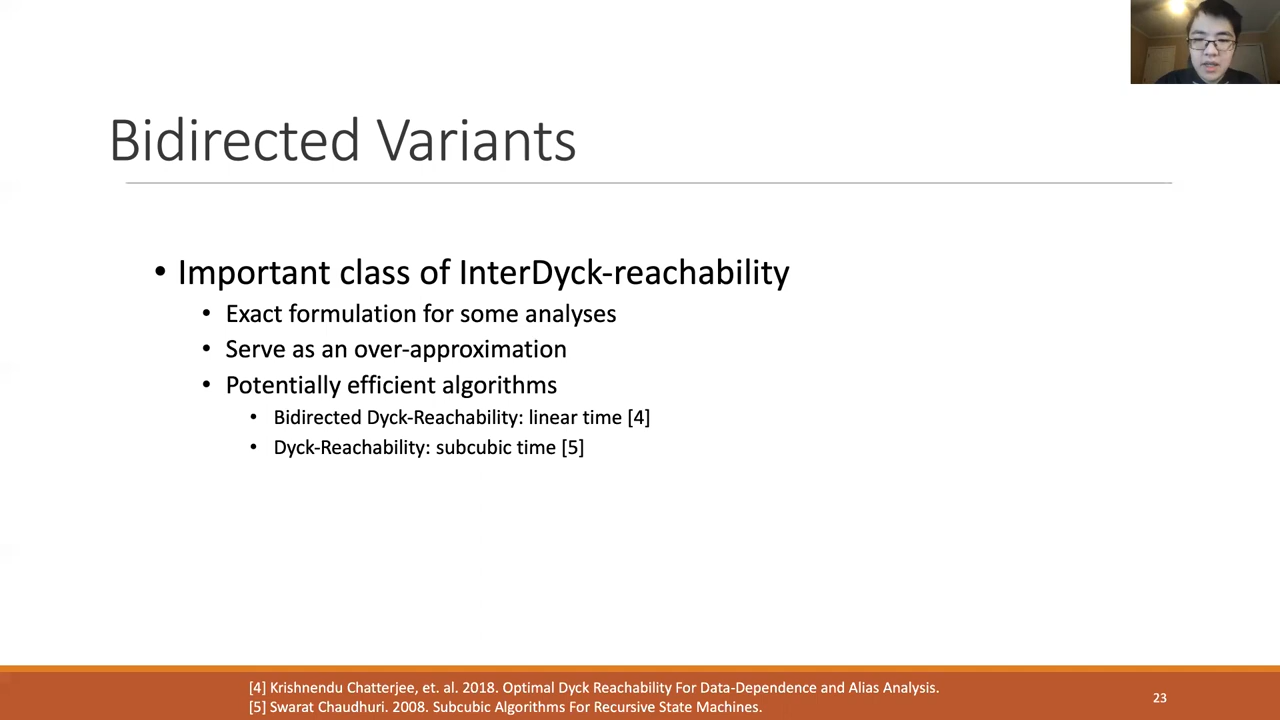 Bidirected Variants
• Important class of InterDyck-reachability
• Exact formulation for some analyses
• Serve as an over-approximation
• Potentially efficient algorithms
• Bidirected Dyck-Reachability: linear time [4]
• Dyck-Reachability: subcubic time [5]
[4] Krishnendu Chatterjee, et. al. 2018. Optimal Dyck Reachability For Data-Dependence and Alias Analysis.
[5] Swarat Chaudhuri. 2008. Subcubic Algorithms For Recursive State Machines.
23